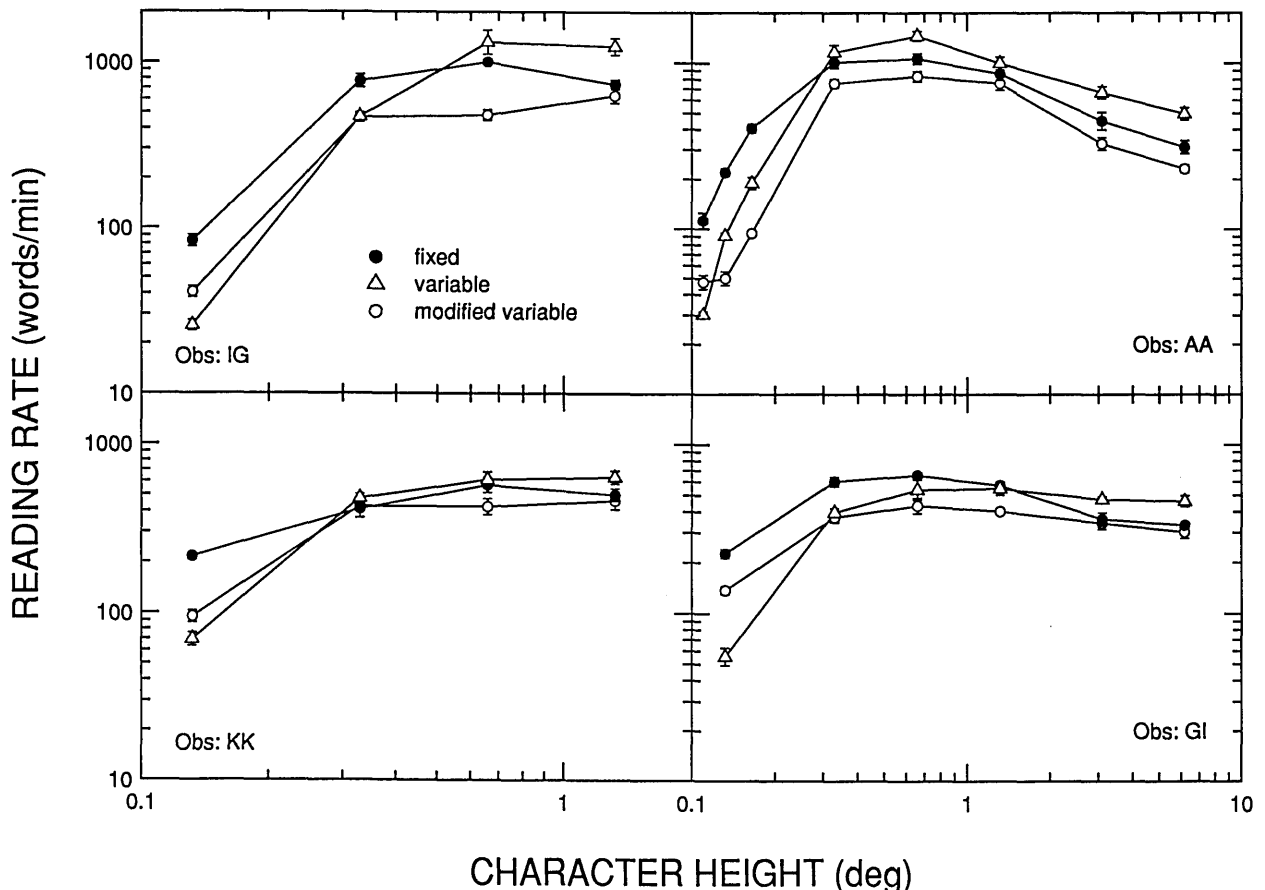 READING RATE (words/min)
1000
100
10
fixed
variable
modified variable
Obs: IG
Obs: AA
1000
100
10
Obs: KK
Obs: GI
0.1
1
0.1
1
10
CHARACTER HEIGHT (deg)